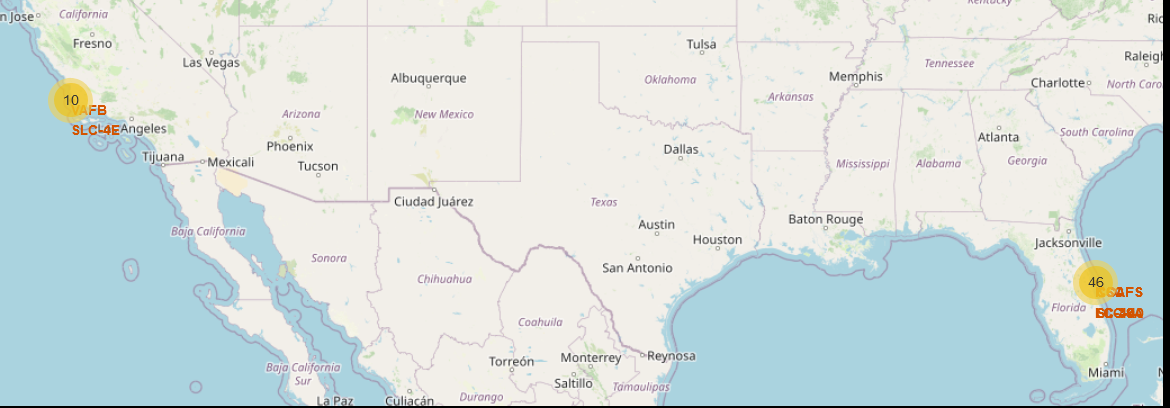 California
Kentucky
n Jose
Fresno
Tulsa
Las Vegas
Raleigh
Tennessee
Albuquerque
Memphis
Oklahoma
Charlotte
North Caro
Arkansas
10
AFB
Arizona
New Mexico
SLC-4E
Angeles
South Carolina
Atlanta
Phoenix
Dallas
Tijuana
Mexicali
Mississippi
Alabama
Georgia
Tucson
Ciudad Juárez
Texas
Baton Rouge
Austin
Baja California
Houston
Jacksonville
Sonora
San Antonio
Chihuahua
46
AFS
Florida
Coahuila
Torreón
Monterrey
Reynosa
Baja California
Sur
Miami
Saltillo
Tamaulipas
Durango
La Paz
Culiacán